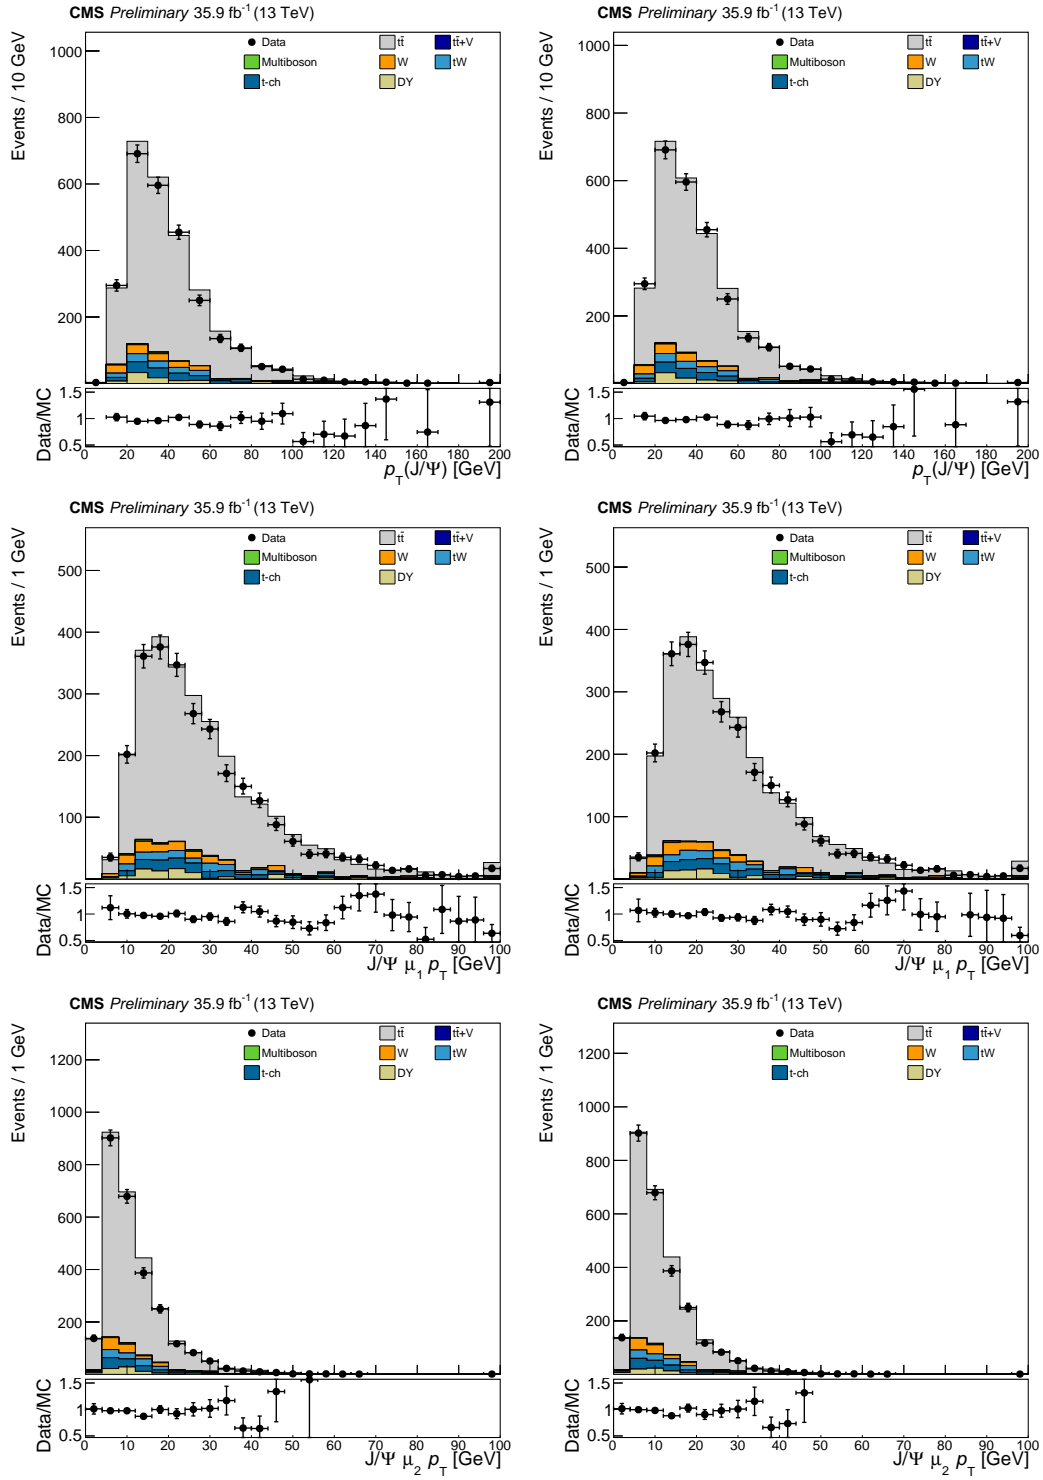 CMS Preliminary 35.9 fb⁻¹ (13 TeV)
Events / 10 GeV
1000
800
600
400
200
Data
Multiboson
t-ch
tt̄
W
DY
tt̄+V
tW
Data/MC
1.5
1
0.5
20 40 60 80 100 120 140 160 180 200
p_T(J/Ψ) [GeV]
CMS Preliminary 35.9 fb⁻¹ (13 TeV)
Events / 10 GeV
1000
800
600
400
200
Data
Multiboson
t-ch
tt̄
W
DY
tt̄+V
tW
Data/MC
1.5
1
0.5
0 20 40 60 80 100 120 140 160 180 200
p_T(J/Ψ) [GeV]
CMS Preliminary 35.9 fb⁻¹ (13 TeV)
Events / 1 GeV
500
400
300
200
100
Data
Multiboson
t-ch
tt̄
W
DY
tt̄+V
tW
Data/MC
1.5
1
0.5
0 10 20 30 40 50 60 70 80 90 100
J/Ψ μ₁ p_T [GeV]
CMS Preliminary 35.9 fb⁻¹ (13 TeV)
Events / 1 GeV
500
400
300
200
100
Data
Multiboson
t-ch
tt̄
W
DY
tt̄+V
tW
Data/MC
1.5
1
0.5
0 10 20 30 40 50 60 70 80 90 100
J/Ψ μ₁ p_T [GeV]
CMS Preliminary 35.9 fb⁻¹ (13 TeV)
Events / 1 GeV
1200
1000
800
600
400
200
Data
Multiboson
t-ch
tt̄
W
DY
tt̄+V
tW
Data/MC
1.5
1
0.5
0 10 20 30 40 50 60 70 80 90 100
J/Ψ μ₂ p_T [GeV]
CMS Preliminary 35.9 fb⁻¹ (13 TeV)
Events / 1 GeV
1200
1000
800
600
400
200
Data
Multiboson
t-ch
tt̄
W
DY
tt̄+V
tW
Data/MC
1.5
1
0.5
0 10 20 30 40 50 60 70 80 90 100
J/Ψ μ₂ p_T [GeV]